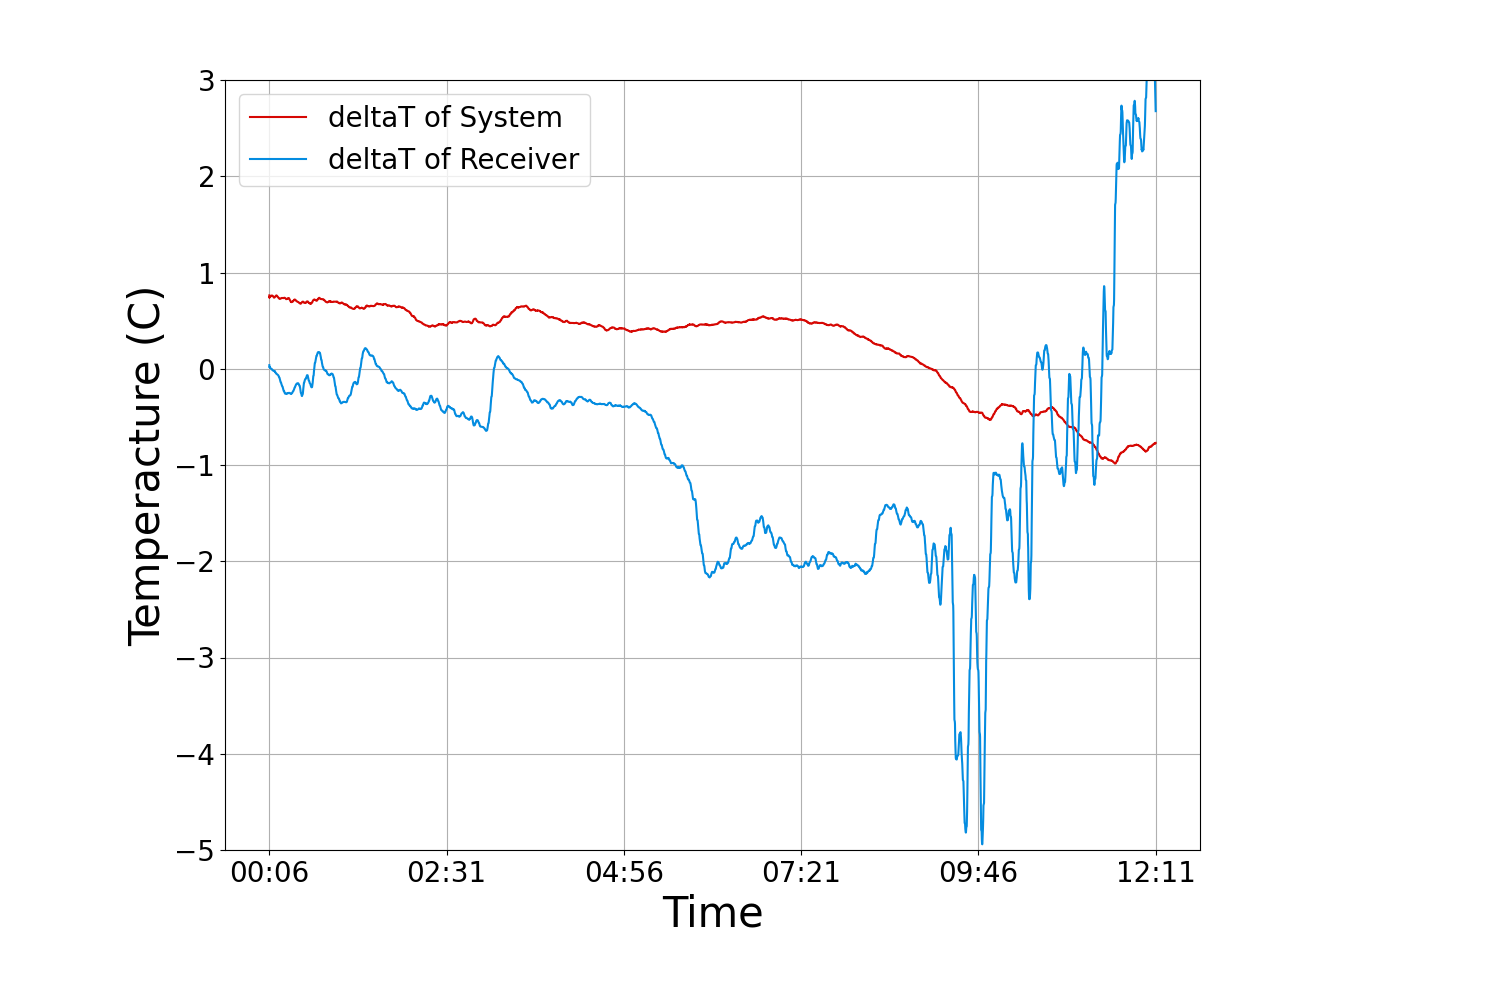 3
2
1
0
−1
−2
−3
−4
−5
Temperacture (C)
deltaT of System
deltaT of Receiver
00:06 02:31 04:56 07:21 09:46 12:11
Time